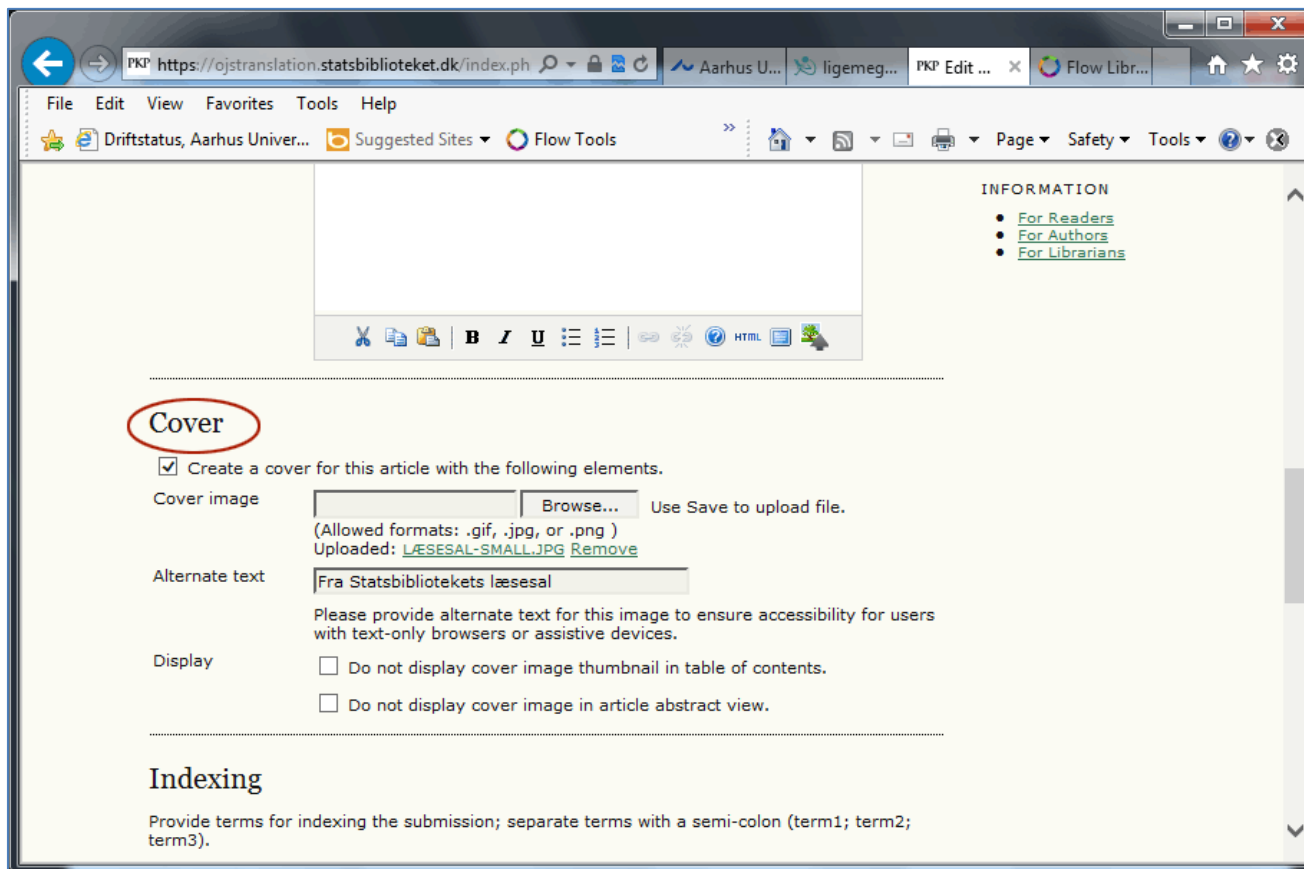 PKP https://ojstranslation.statsbiblioteket.dk/index.ph
Aarhus U... ligemeg... PKP Edit ... Flow Libr...
File Edit View Favorites Tools Help
Driftstatus, Aarhus Univer... Suggested Sites Flow Tools » Page Safety Tools
INFORMATION
For Readers
For Authors
For Librarians
B I U HTML
Cover
Create a cover for this article with the following elements.
Cover image Browse... Use Save to upload file.
(Allowed formats: .gif, .jpg, or .png )
Uploaded: LÆSESAL-SMALL.JPG Remove
Alternate text Fra Statsbibliotekets læsesal
Please provide alternate text for this image to ensure accessibility for users
with text-only browsers or assistive devices.
Display Do not display cover image thumbnail in table of contents.
Do not display cover image in article abstract view.
Indexing
Provide terms for indexing the submission; separate terms with a semi-colon (term1; term2;
term3).